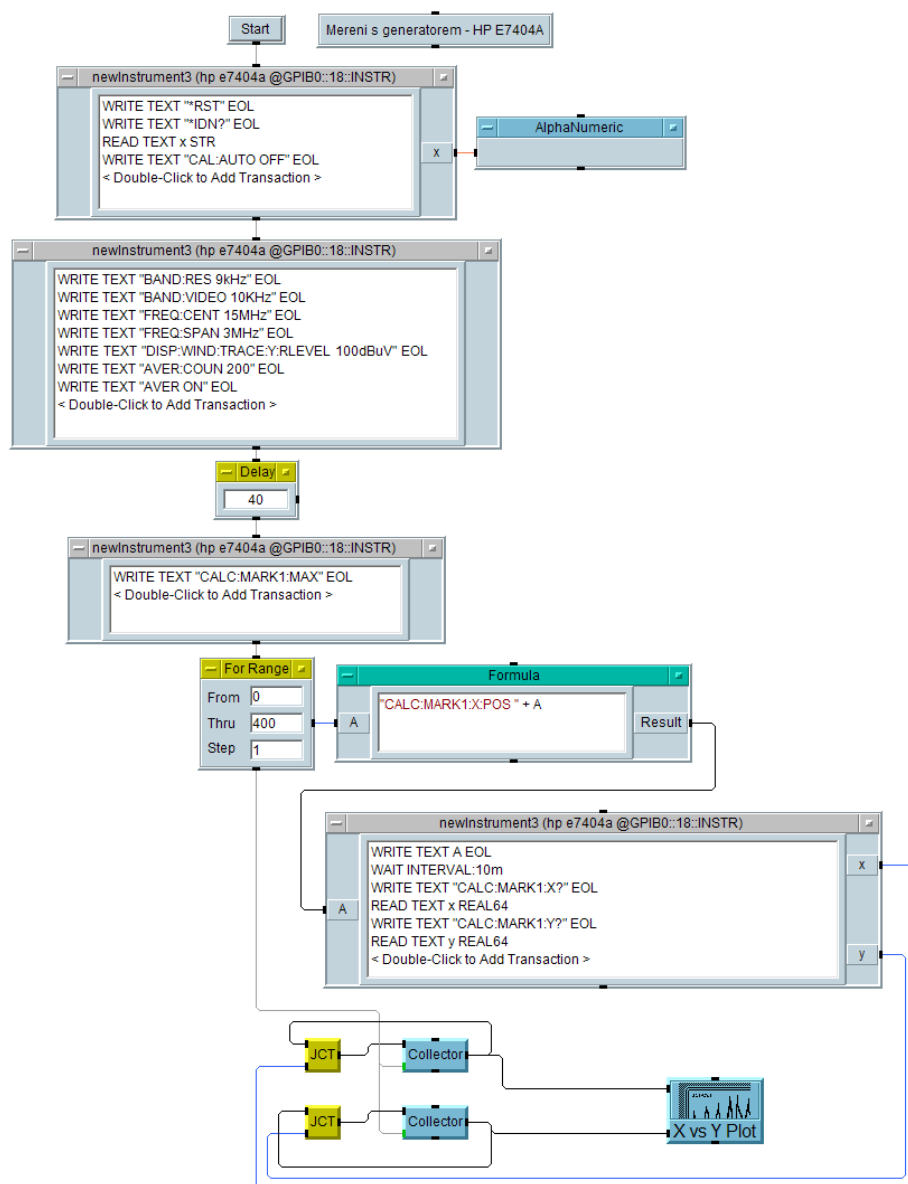 Start
Mereni s generatorem - HP E7404A
newInstrument3 (hp e7404a @GPIB0::18::INSTR)
WRITE TEXT "*RST" EOL
WRITE TEXT "*IDN?" EOL
READ TEXT x STR
WRITE TEXT "CAL:AUTO OFF" EOL
< Double-Click to Add Transaction >
x
AlphaNumeric
newInstrument3 (hp e7404a @GPIB0::18::INSTR)
WRITE TEXT "BAND:RES 9kHz" EOL
WRITE TEXT "BAND:VIDEO 10KHz" EOL
WRITE TEXT "FREQ:CENT 15MHz" EOL
WRITE TEXT "FREQ:SPAN 3MHz" EOL
WRITE TEXT "DISP:WIND:TRACE:Y:RLEVEL 100dBuV" EOL
WRITE TEXT "AVER:COUN 200" EOL
WRITE TEXT "AVER ON" EOL
< Double-Click to Add Transaction >
Delay
40
newInstrument3 (hp e7404a @GPIB0::18::INSTR)
WRITE TEXT "CALC:MARK1:MAX" EOL
< Double-Click to Add Transaction >
For Range
From 0
Thru 400
Step 1
Formula
A
"CALC:MARK1:X:POS " + A
Result
newInstrument3 (hp e7404a @GPIB0::18::INSTR)
A
WRITE TEXT A EOL
WAIT INTERVAL:10m
WRITE TEXT "CALC:MARK1:X?" EOL
READ TEXT x REAL64
WRITE TEXT "CALC:MARK1:Y?" EOL
READ TEXT y REAL64
< Double-Click to Add Transaction >
x
y
JCT
Collector
JCT
Collector
X vs Y Plot